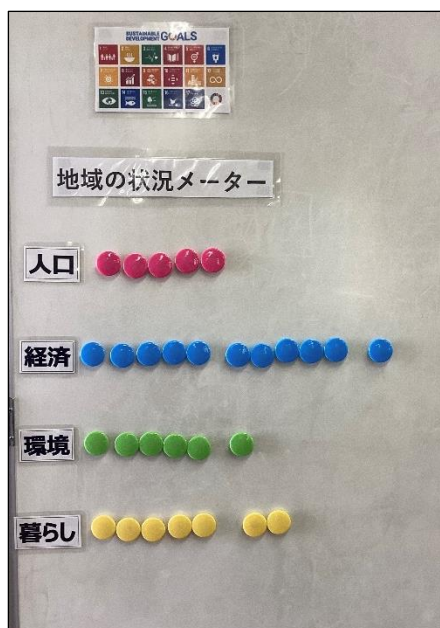 SUSTAINABLE
DEVELOPMENT GOALS
地域の状況メーター
人口
経済
環境
暮らし